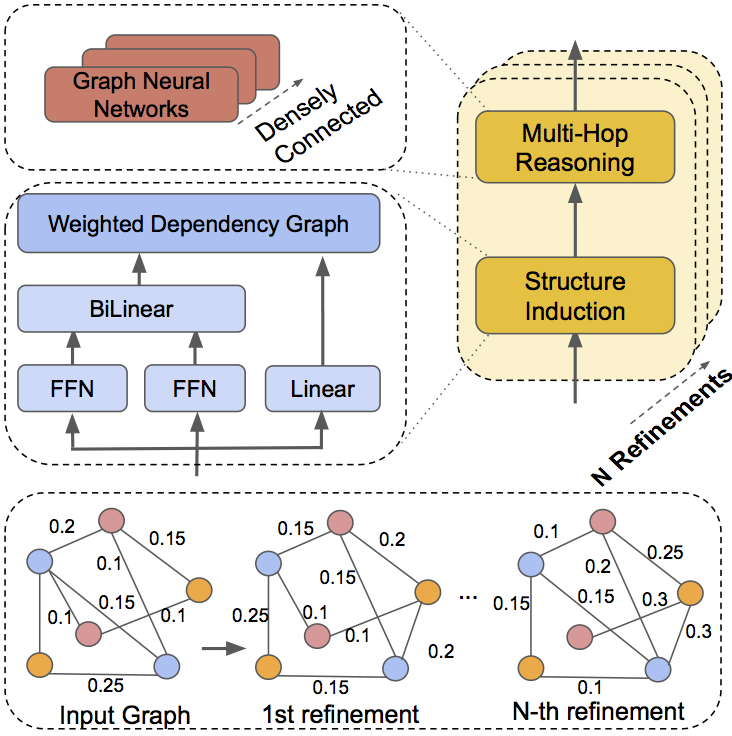 Graph Neural
Networks
Densely
Connected
Multi-Hop
Reasoning
Weighted Dependency Graph
BiLinear
FFN
FFN
Linear
Structure
Induction
N Refinements
0.2
0.15
0.1
0.15
0.1
0.1
0.25
Input Graph
0.15
0.2
0.15
0.25
0.1
0.1
0.2
0.15
1st refinement
...
0.1
0.25
0.2
0.15
0.15
0.3
0.3
0.1
N-th refinement